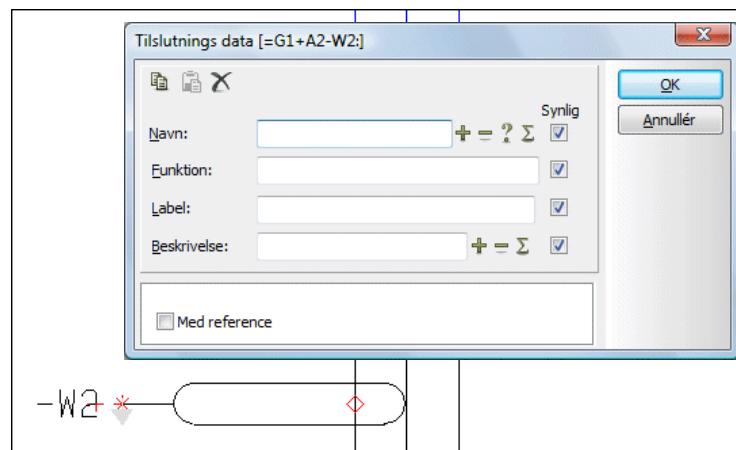 Tilslutnings data [=G1+A2-W2:]
OK
Annullér
Synlig
Navn:
Funktion:
Label:
Beskrivelse:
Med reference
-W2